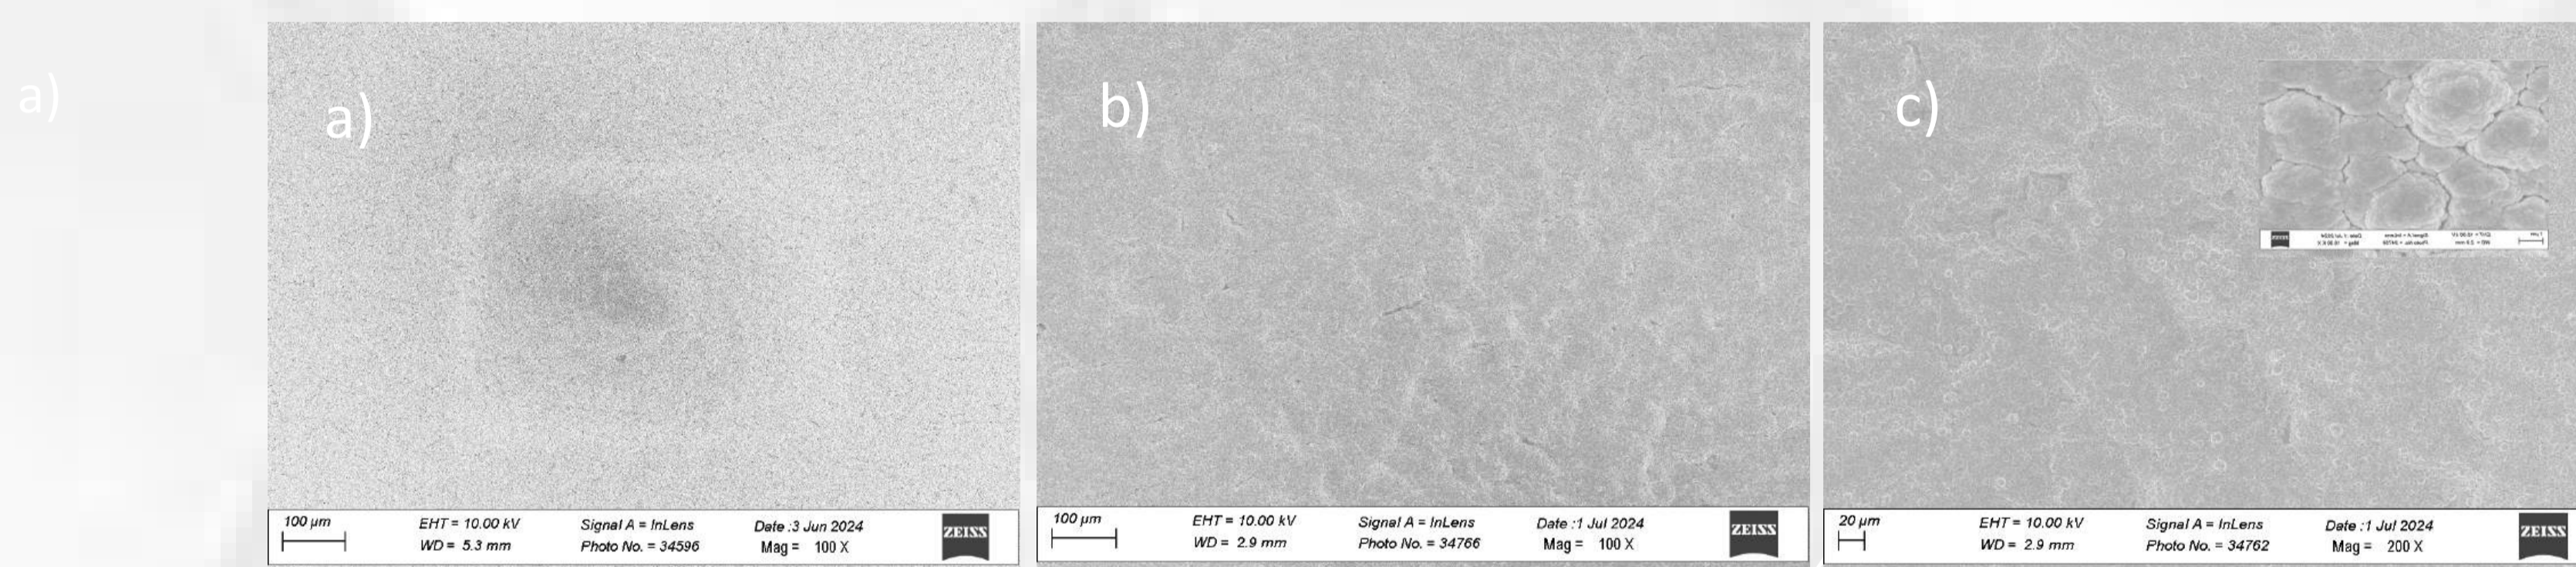 a)
a)
b)
c)
100 µm
EHT = 10.00 kV
Signal A = InLens
Date :3 Jun 2024
ZEISS
WD = 5.3 mm
Photo No. = 34596
Mag = 100 X
100 µm
EHT = 10.00 kV
Signal A = InLens
Date :1 Jul 2024
ZEISS
WD = 2.9 mm
Photo No. = 34766
Mag = 100 X
20 µm
EHT = 10.00 kV
Signal A = InLens
Date :1 Jul 2024
ZEISS
WD = 2.9 mm
Photo No. = 34762
Mag = 200 X